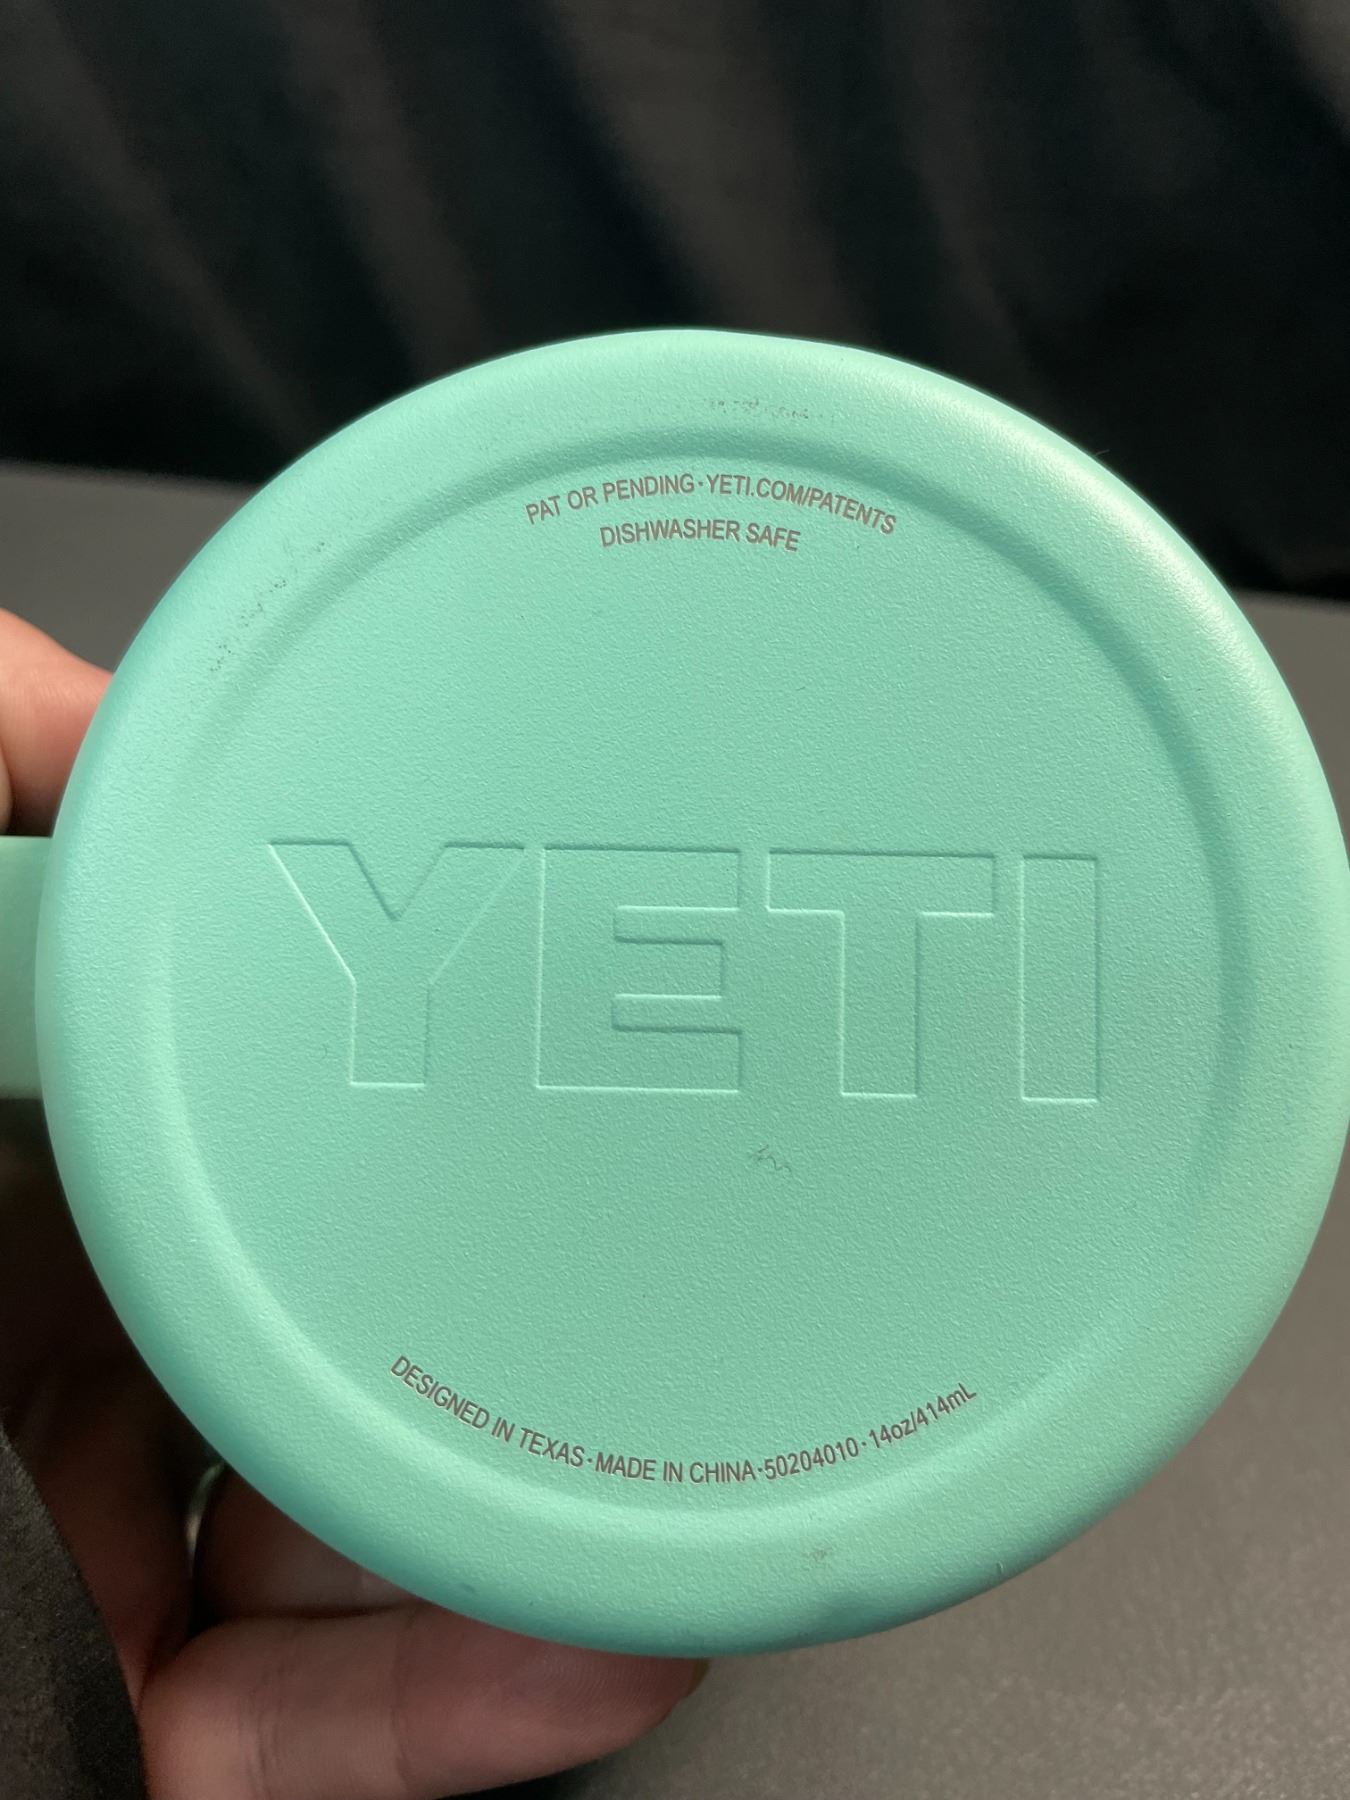 PAT OR PENDING · YETI.COM/PATENTS
DISHWASHER SAFE
YETI
DESIGNED IN TEXAS · MADE IN CHINA · 50204010 · 14oz/414mL